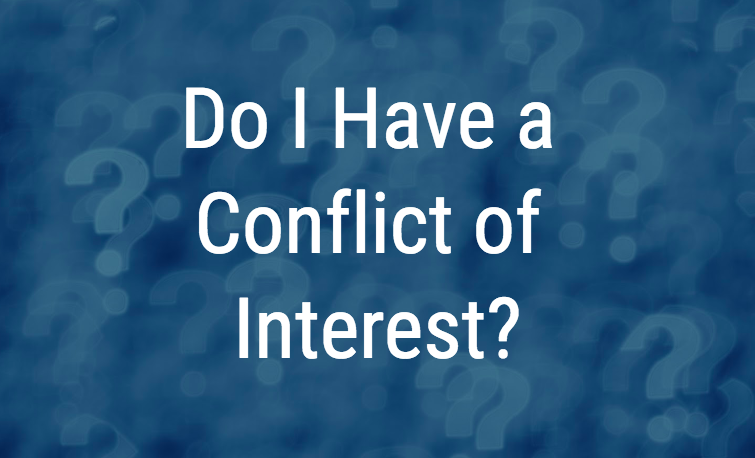 Do I Have a
Conflict of
Interest?